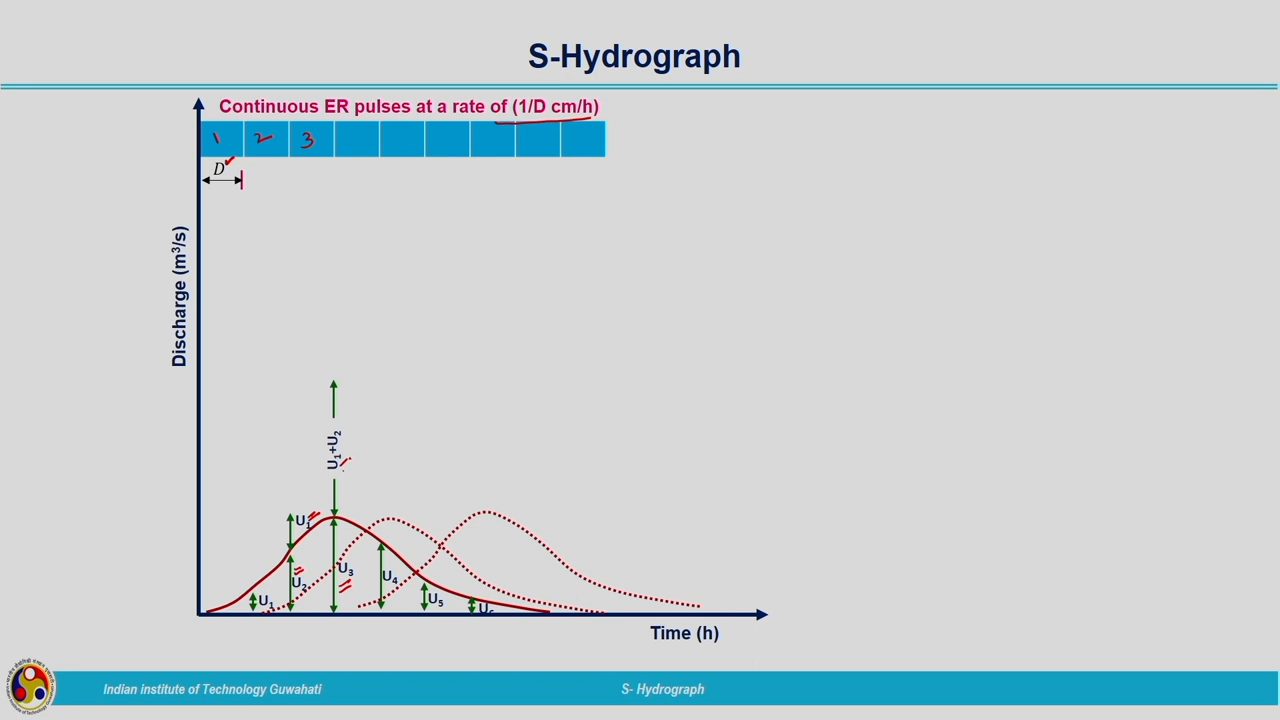 S-Hydrograph
Continuous ER pulses at a rate of (1/D cm/h)
1 2 3
D
Discharge (m³/s)
U₁+U₂
U₁
U₂
U₃
U₄
U₁
U₅
Time (h)
Indian institute of Technology Guwahati
S- Hydrograph